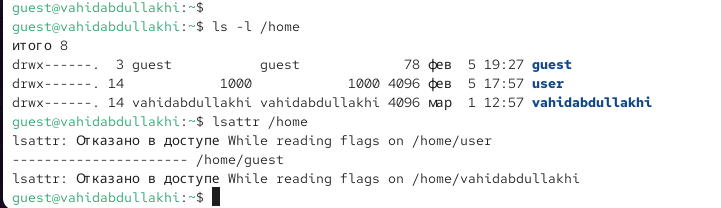 guest@vahidabdullakhi:~$
guest@vahidabdullakhi:~$ ls -l /home
итого 8
drwx------.  3 guest          guest            78 фев  5 19:27 guest
drwx------. 14           1000            1000 4096 фев  5 17:57 user
drwx------. 14 vahidabdullakhi vahidabdullakhi 4096 мар  1 12:57 vahidabdullakhi
guest@vahidabdullakhi:~$ lsattr /home
lsattr: Отказано в доступе While reading flags on /home/user
---------------------- /home/guest
lsattr: Отказано в доступе While reading flags on /home/vahidabdullakhi
guest@vahidabdullakhi:~$